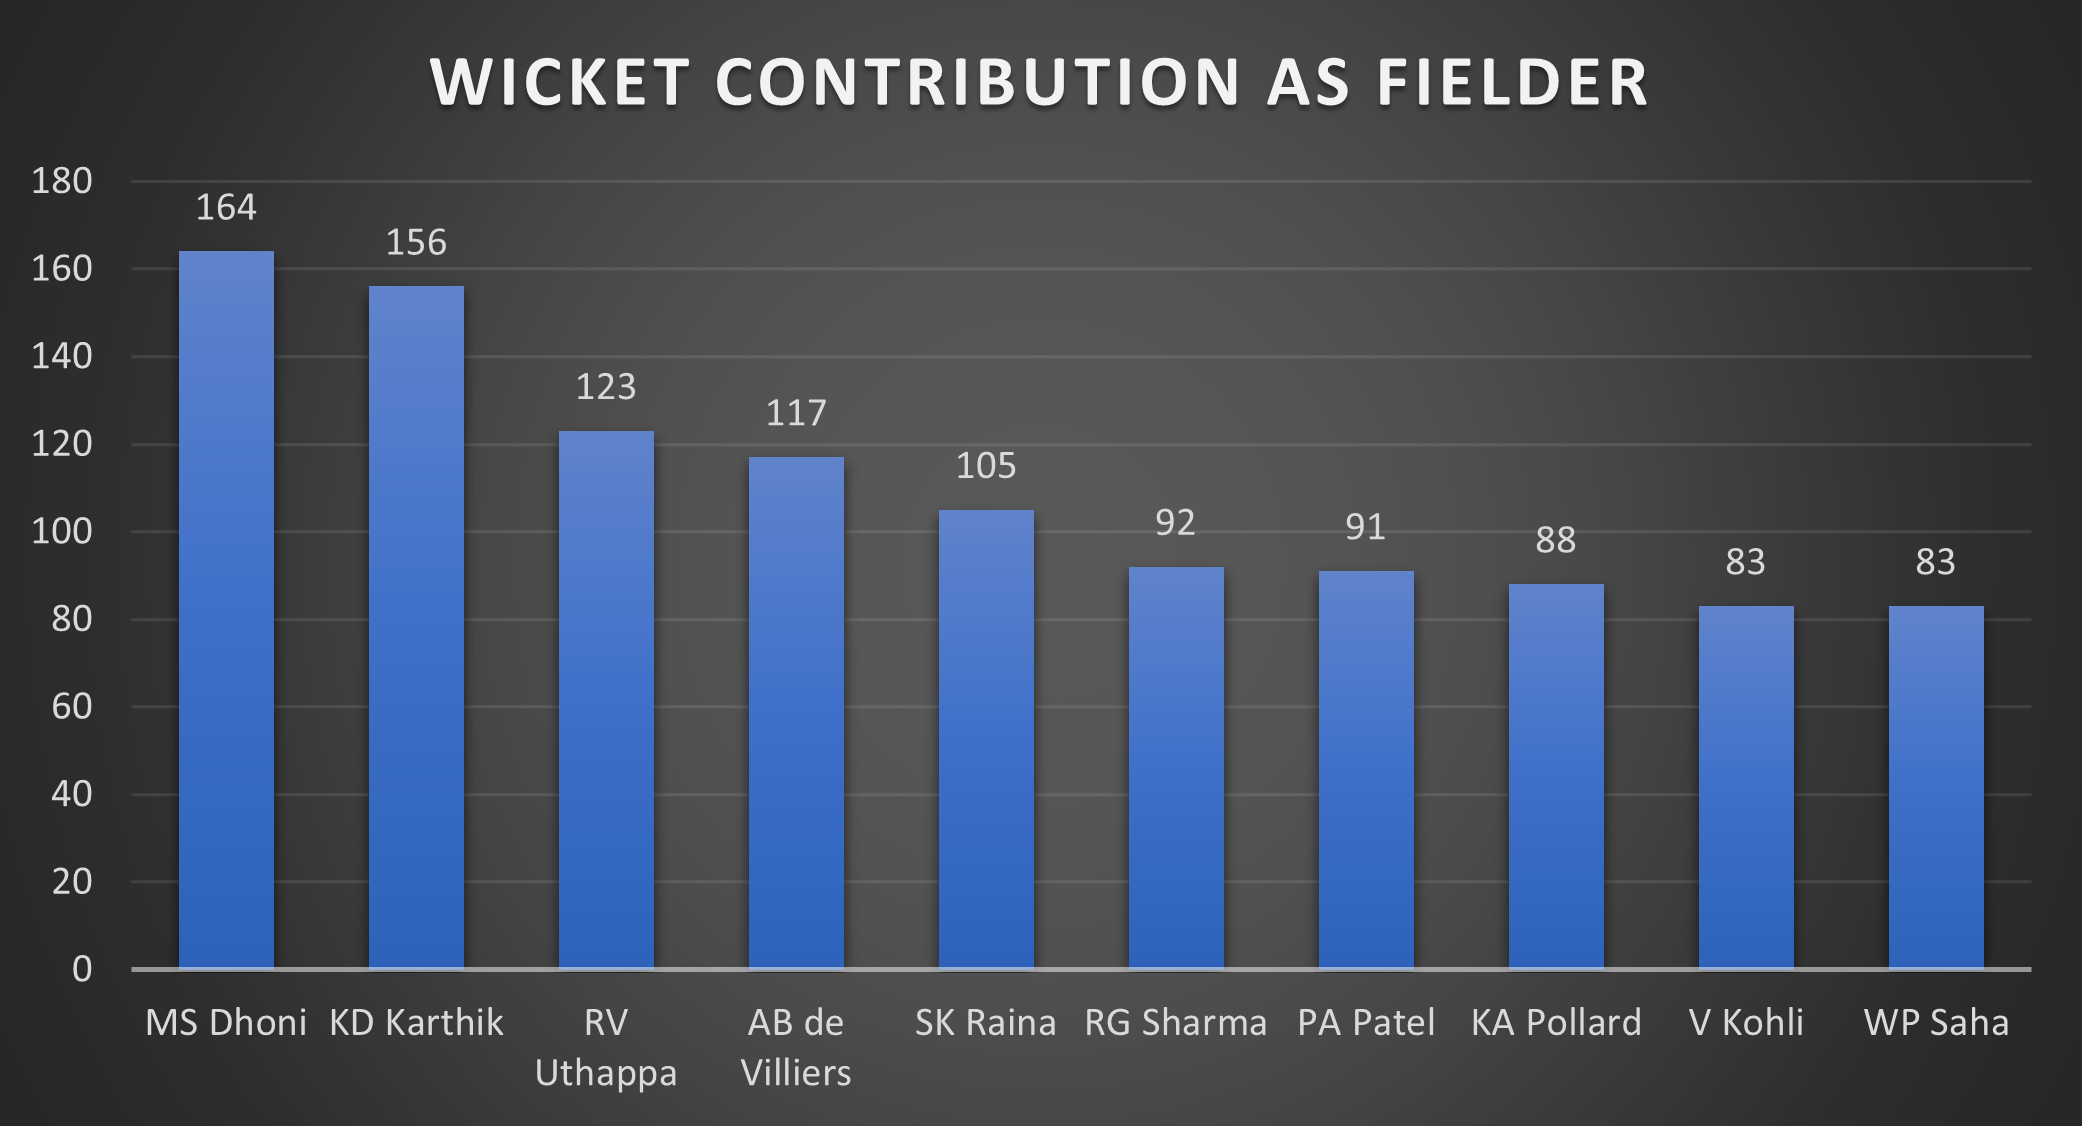 WICKET CONTRIBUTION AS FIELDER
180
160
140
120
100
80
60
40
20
0
164
156
123
117
105
92
91
88
83
83
MS Dhoni
KD Karthik
RV
Uthappa
AB de
Villiers
SK Raina
RG Sharma
PA Patel
KA Pollard
V Kohli
WP Saha